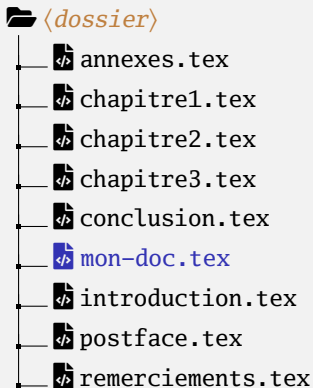 ⟨dossier⟩
annexes.tex
chapitre1.tex
chapitre2.tex
chapitre3.tex
conclusion.tex
mon-doc.tex
introduction.tex
postface.tex
remerciements.tex